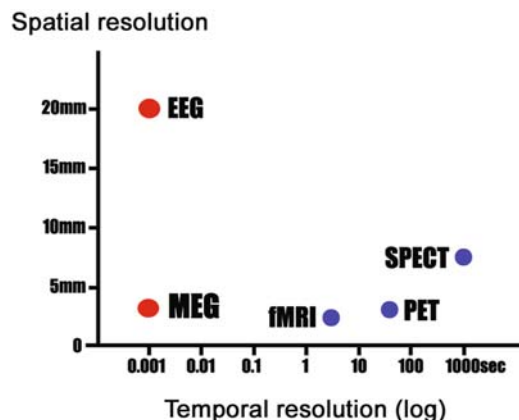 Spatial resolution
20mm
EEG
15mm
10mm
SPECT
5mm
MEG
fMRI
PET
0
0.001 0.01 0.1 1 10 100 1000sec
Temporal resolution (log)